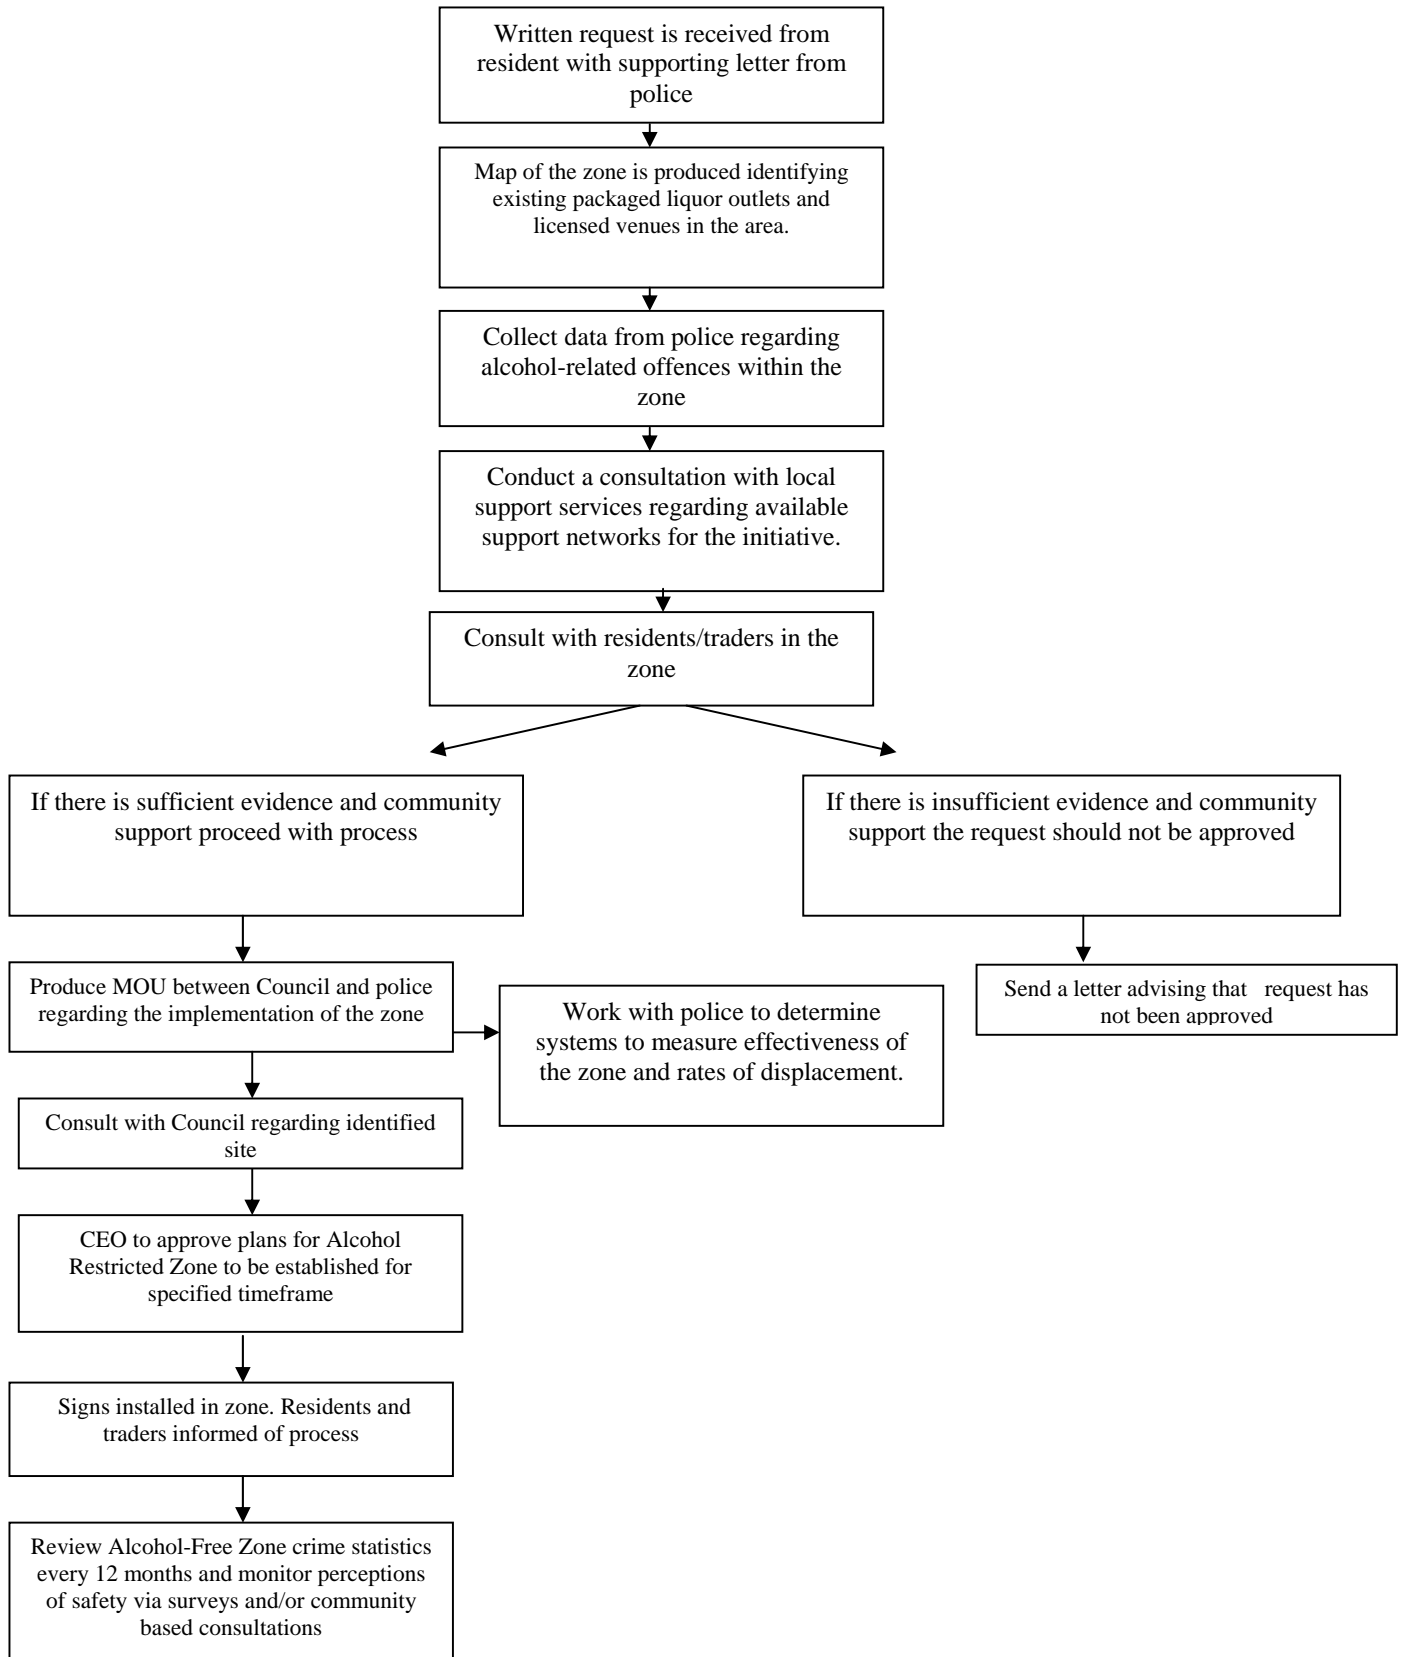 Written request is received from
resident with supporting letter from
police
Map of the zone is produced identifying
existing packaged liquor outlets and
licensed venues in the area.
Collect data from police regarding
alcohol-related offences within the
zone
Conduct a consultation with local
support services regarding available
support networks for the initiative.
Consult with residents/traders in the
zone
If there is sufficient evidence and community
support proceed with process
If there is insufficient evidence and community
support the request should not be approved
Produce MOU between Council and police
regarding the implementation of the zone
Send a letter advising that request has
not been approved
Work with police to determine
systems to measure effectiveness of
the zone and rates of displacement.
Consult with Council regarding identified
site
CEO to approve plans for Alcohol
Restricted Zone to be established for
specified timeframe
Signs installed in zone. Residents and
traders informed of process
Review Alcohol-Free Zone crime statistics
every 12 months and monitor perceptions
of safety via surveys and/or community
based consultations